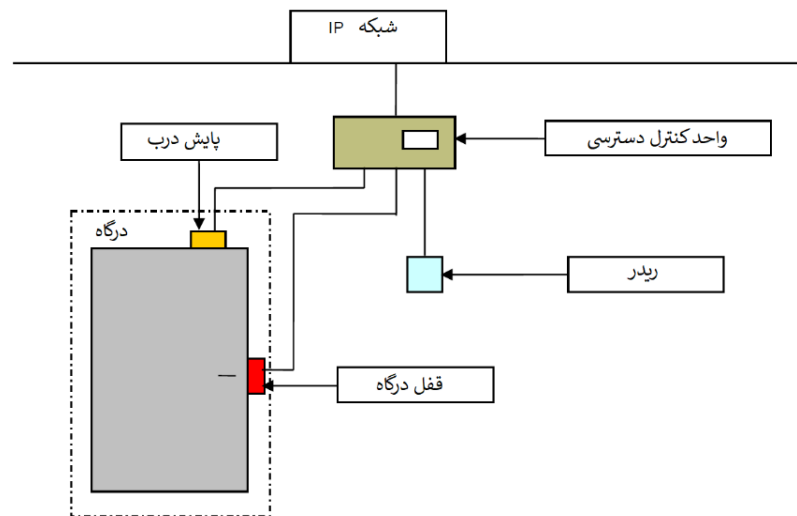 شبکه IP
واحد کنترل دسترسی
پایش درب
درگاه
ریدر
قفل درگاه